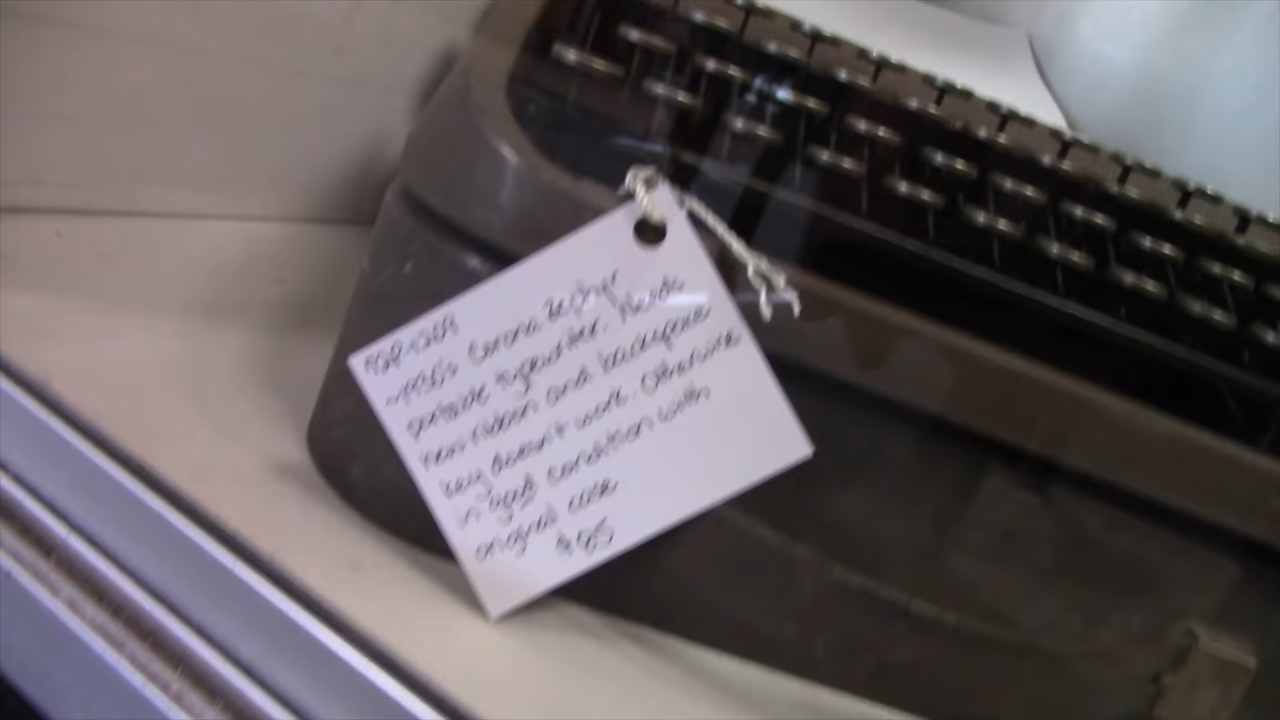 ~1930's Corona Zephyr
portable typewriter. Needs
new ribbon and backspace
key doesn't work. Otherwise
in good condition with
original case
$85